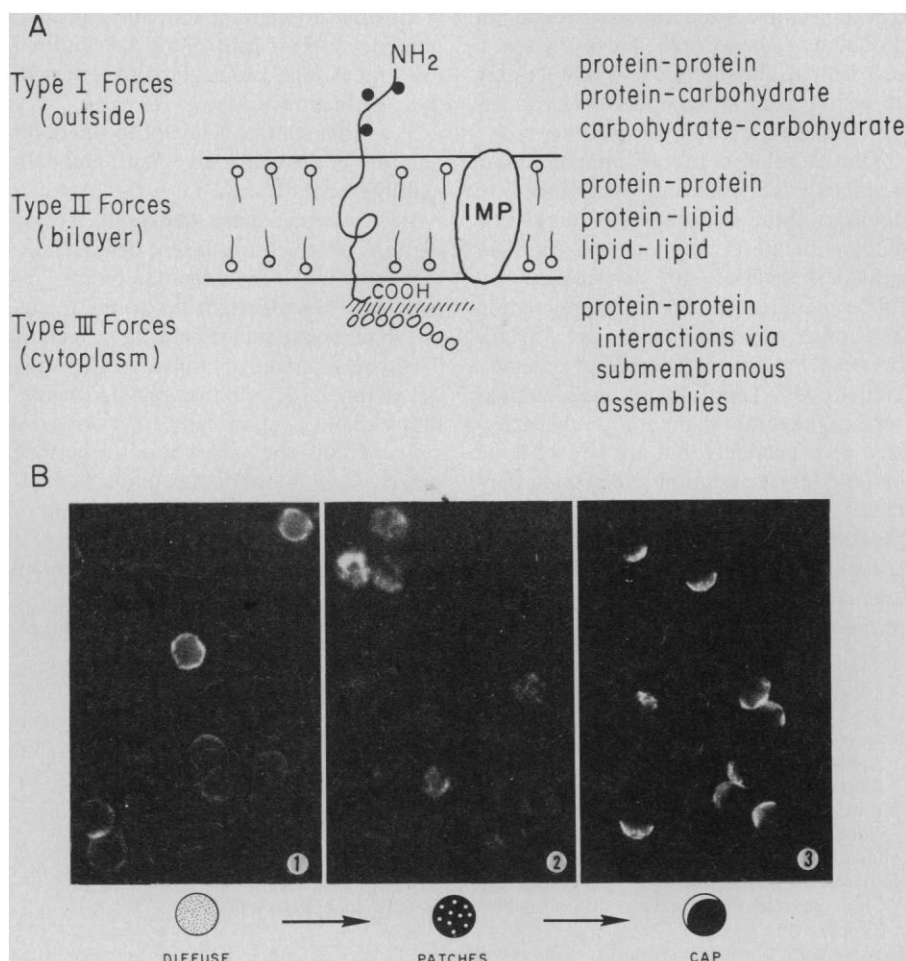 A
NH2
Type I Forces
(outside)
protein-protein
protein-carbohydrate
carbohydrate-carbohydrate
Type II Forces
(bilayer)
IMP
protein-protein
protein-lipid
lipid-lipid
COOH
Type III Forces
(cytoplasm)
protein-protein
interactions via
submembranous
assemblies
B
1
2
3
DIFFUSE
PATCHES
CAP